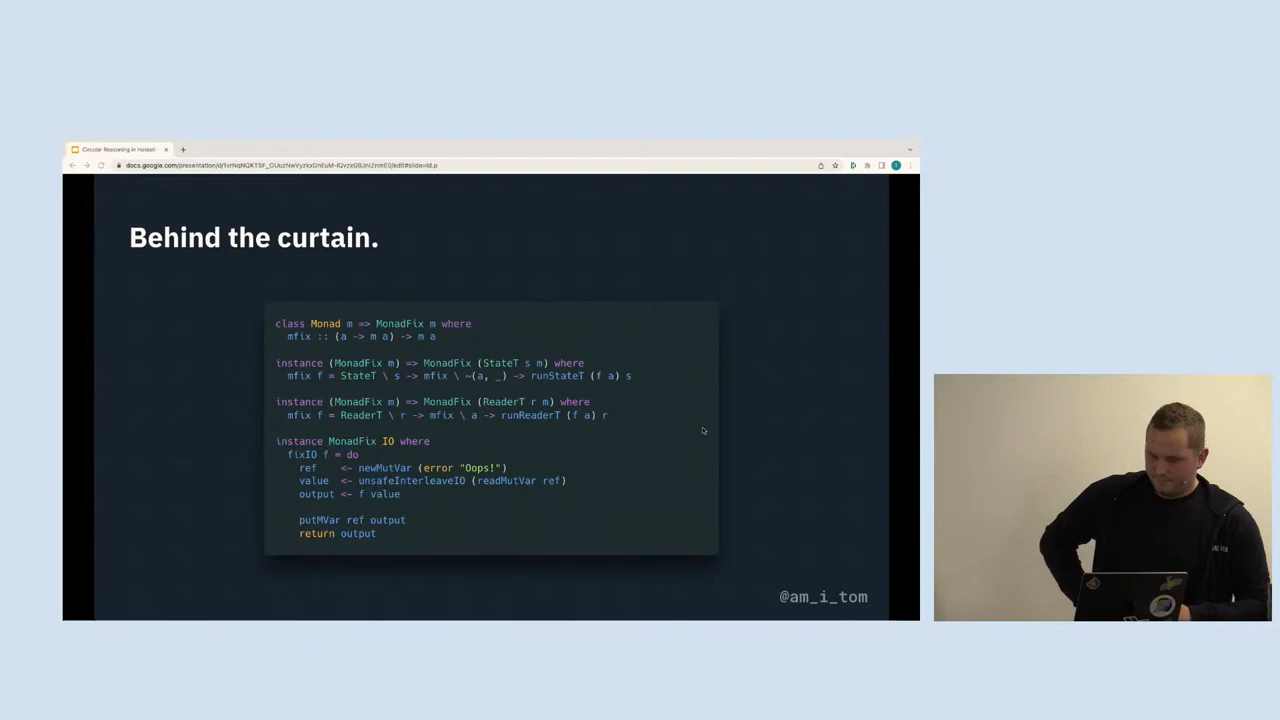 Circular Reasoning in Haskell
Behind the curtain.
class Monad m => MonadFix m where
mfix :: (a -> m a) -> m a
instance (MonadFix m) => MonadFix (StateT s m) where
mfix f = StateT \ s -> mfix \ ~(a, _) -> runStateT (f a) s
instance (MonadFix m) => MonadFix (ReaderT r m) where
mfix f = ReaderT \ r -> mfix \ a -> runReaderT (f a) r
instance MonadFix IO where
fixIO f = do
ref <- newMutVar (error "Oops!")
value <- unsafeInterleaveIO (readMutVar ref)
output <- f value
putMVar ref output
return output
@am_i_tom